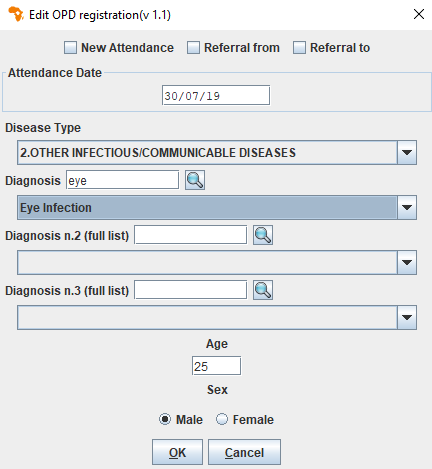 Edit OPD registration(v 1.1)
New Attendance Referral from Referral to
Attendance Date
30/07/19
Disease Type
2.OTHER INFECTIOUS/COMMUNICABLE DISEASES
Diagnosis eye
Eye Infection
Diagnosis n.2 (full list)
Diagnosis n.3 (full list)
Age
25
Sex
Male Female
OK Cancel